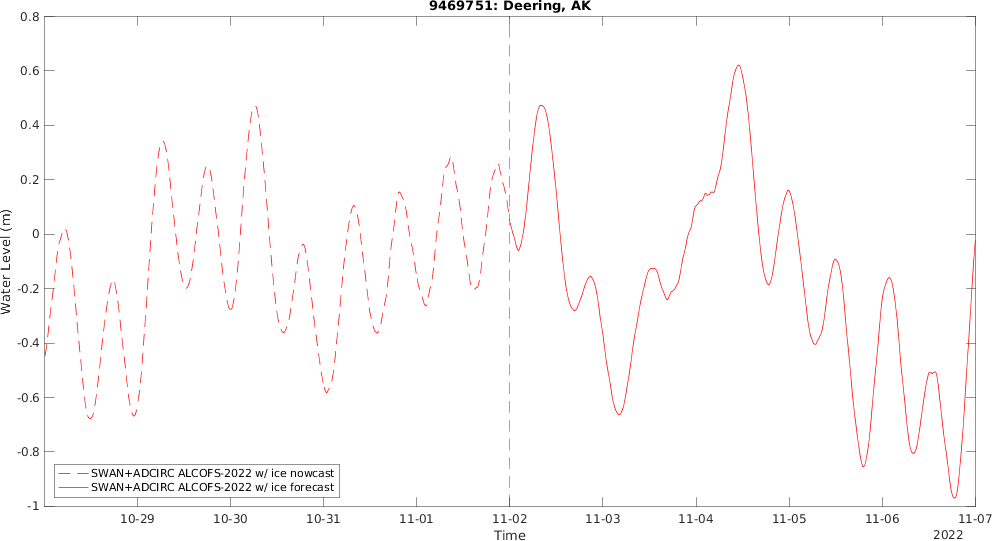 9469751: Deering, AK
0.8
0.6
0.4
0.2
0
-0.2
-0.4
-0.6
-0.8
-1
Water Level (m)
SWAN+ADCIRC ALCOFS-2022 w/ ice nowcast
SWAN+ADCIRC ALCOFS-2022 w/ ice forecast
10-29 10-30 10-31 11-01 11-02 11-03 11-04 11-05 11-06 11-07
Time
2022